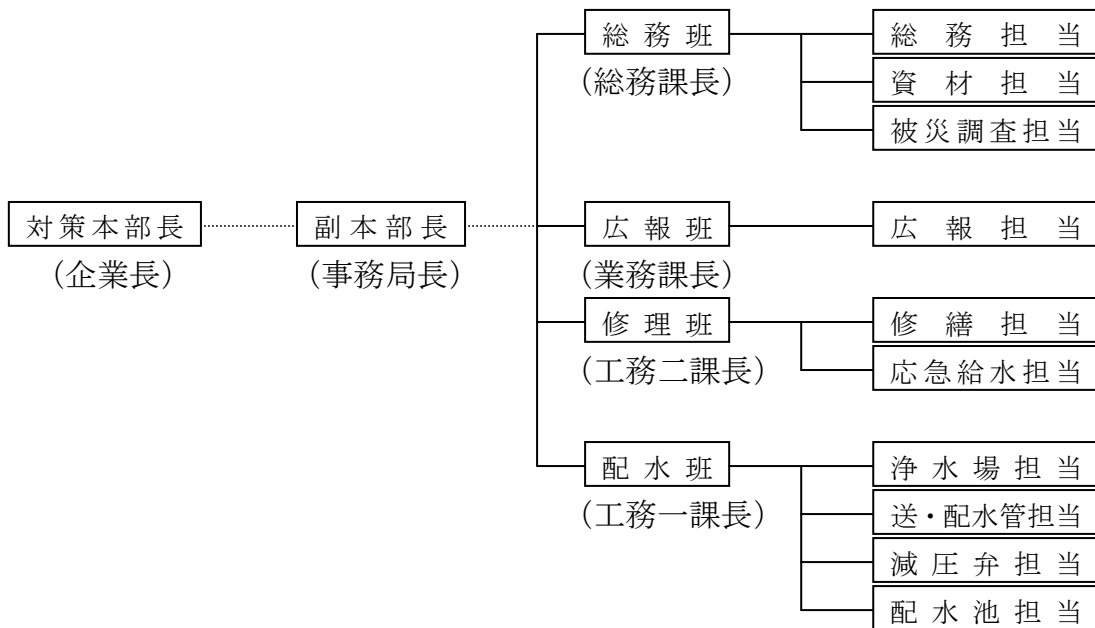 総務班
総務担当
(総務課長)
資材担当
被災調査担当
対策本部長
副本部長
広報班
広報担当
(企業長)
(事務局長)
(業務課長)
修理班
修繕担当
(工務二課長)
応急給水担当
配水班
浄水場担当
(工務一課長)
送・配水管担当
減圧弁担当
配水池担当